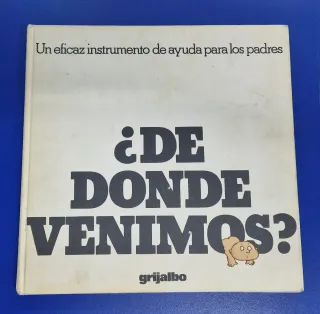 Un eficaz instrumento de ayuda para los padres
¿DE
DONDE
VENIMOS?
grijalbo